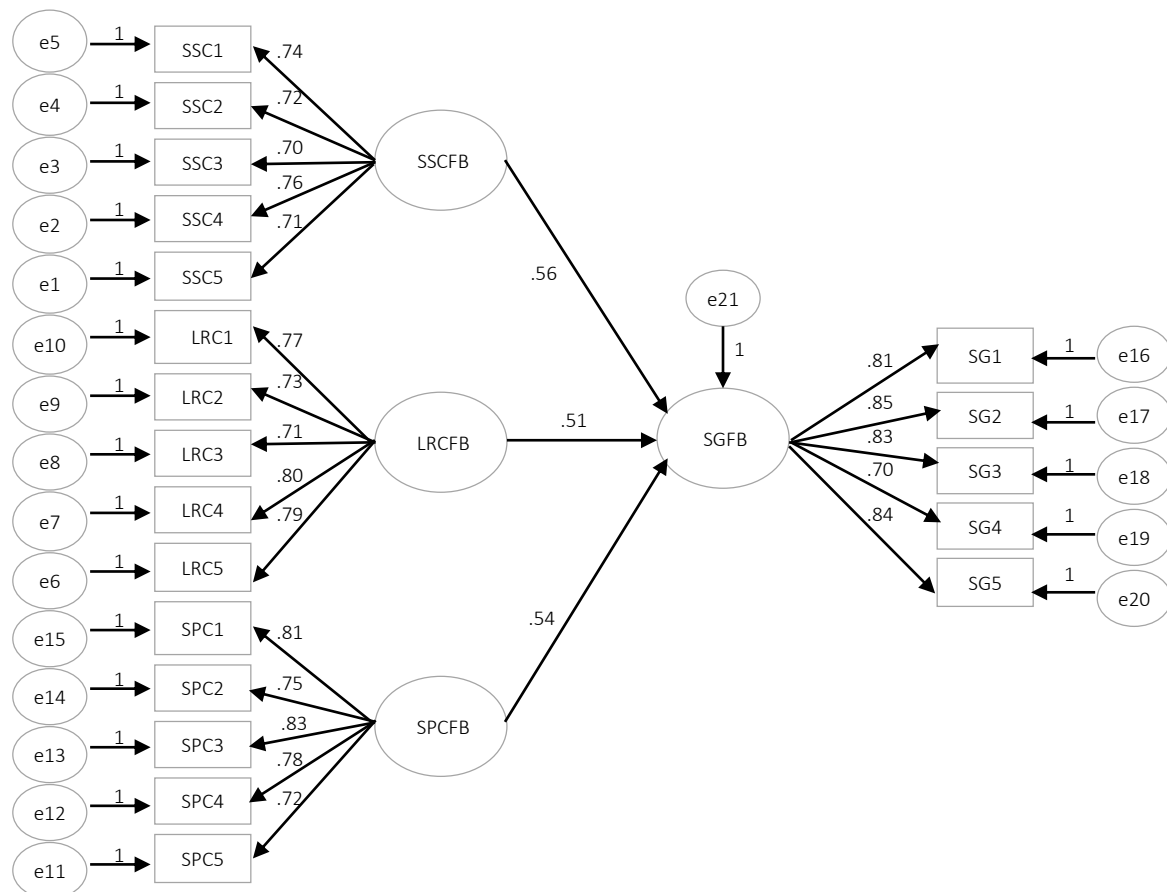 e5 1 SSC1 .74
e4 1 SSC2 .72
e3 1 SSC3 .70
e2 1 SSC4 .76
e1 1 SSC5 .71
SSCFB
.56
e10 1 LRC1 .77
e9 1 LRC2 .73
e8 1 LRC3 .71
e7 1 LRC4 .80
e6 1 LRC5 .79
LRCFB
.51
e15 1 SPC1 .81
e14 1 SPC2 .75
e13 1 SPC3 .83
e12 1 SPC4 .78
e11 1 SPC5 .72
SPCFB
.54
e21
1
SGFB
.81 SG1 1 e16
.85 SG2 1 e17
.83 SG3 1 e18
.70 SG4 1 e19
.84 SG5 1 e20